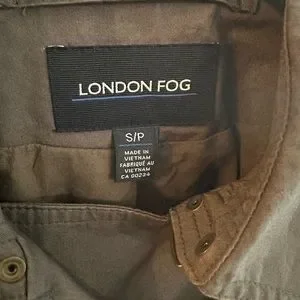 LONDON FOG
S/P
MADE IN
VIETNAM
FABRIQUÉ AU
VIETNAM
CA 00224